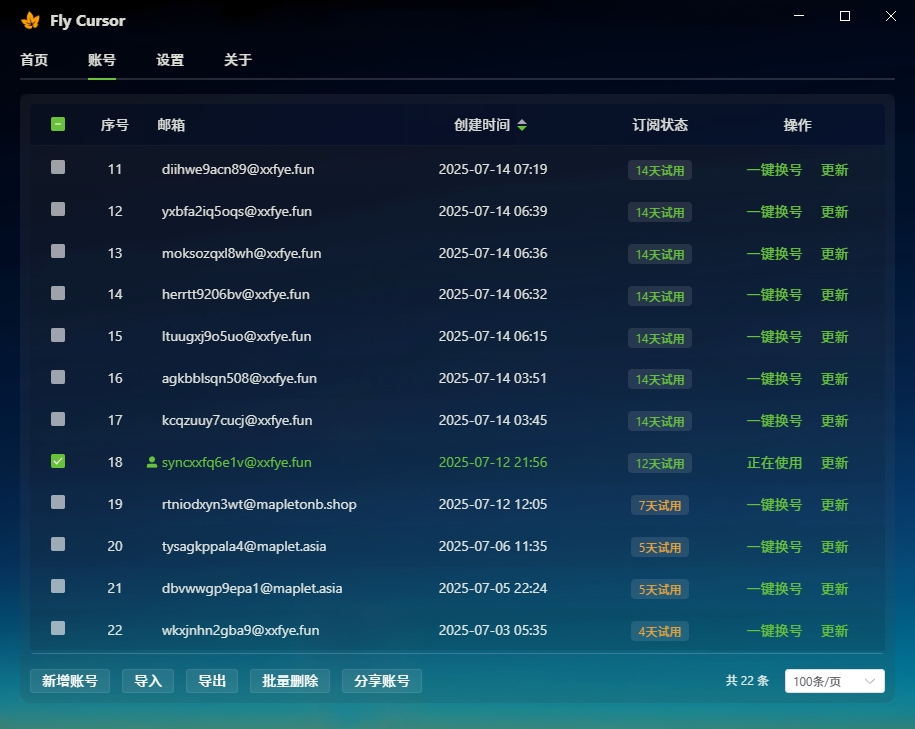 Fly Cursor
首页 账号 设置 关于
序号 邮箱 创建时间 订阅状态 操作
11 diihwe9acn89@xxfye.fun 2025-07-14 07:19 14天试用 一键换号 更新
12 yxbfa2iq5oqs@xxfye.fun 2025-07-14 06:39 14天试用 一键换号 更新
13 moksozqxl8wh@xxfye.fun 2025-07-14 06:36 14天试用 一键换号 更新
14 herrtt9206bv@xxfye.fun 2025-07-14 06:32 14天试用 一键换号 更新
15 ltuugxj9o5uo@xxfye.fun 2025-07-14 06:15 14天试用 一键换号 更新
16 agkbblsqn508@xxfye.fun 2025-07-14 03:51 14天试用 一键换号 更新
17 kcqzuuy7cucj@xxfye.fun 2025-07-14 03:45 14天试用 一键换号 更新
18 syncxxfq6e1v@xxfye.fun 2025-07-12 21:56 12天试用 正在使用 更新
19 rtniodxyn3wt@mapletonb.shop 2025-07-12 12:05 7天试用 一键换号 更新
20 tysagkppala4@maplet.asia 2025-07-06 11:35 5天试用 一键换号 更新
21 dbvwwgp9epa1@maplet.asia 2025-07-05 22:24 5天试用 一键换号 更新
22 wkxjnhn2gba9@xxfye.fun 2025-07-03 05:35 4天试用 一键换号 更新
新增账号 导入 导出 批量删除 分享账号 共 22 条 100条/页